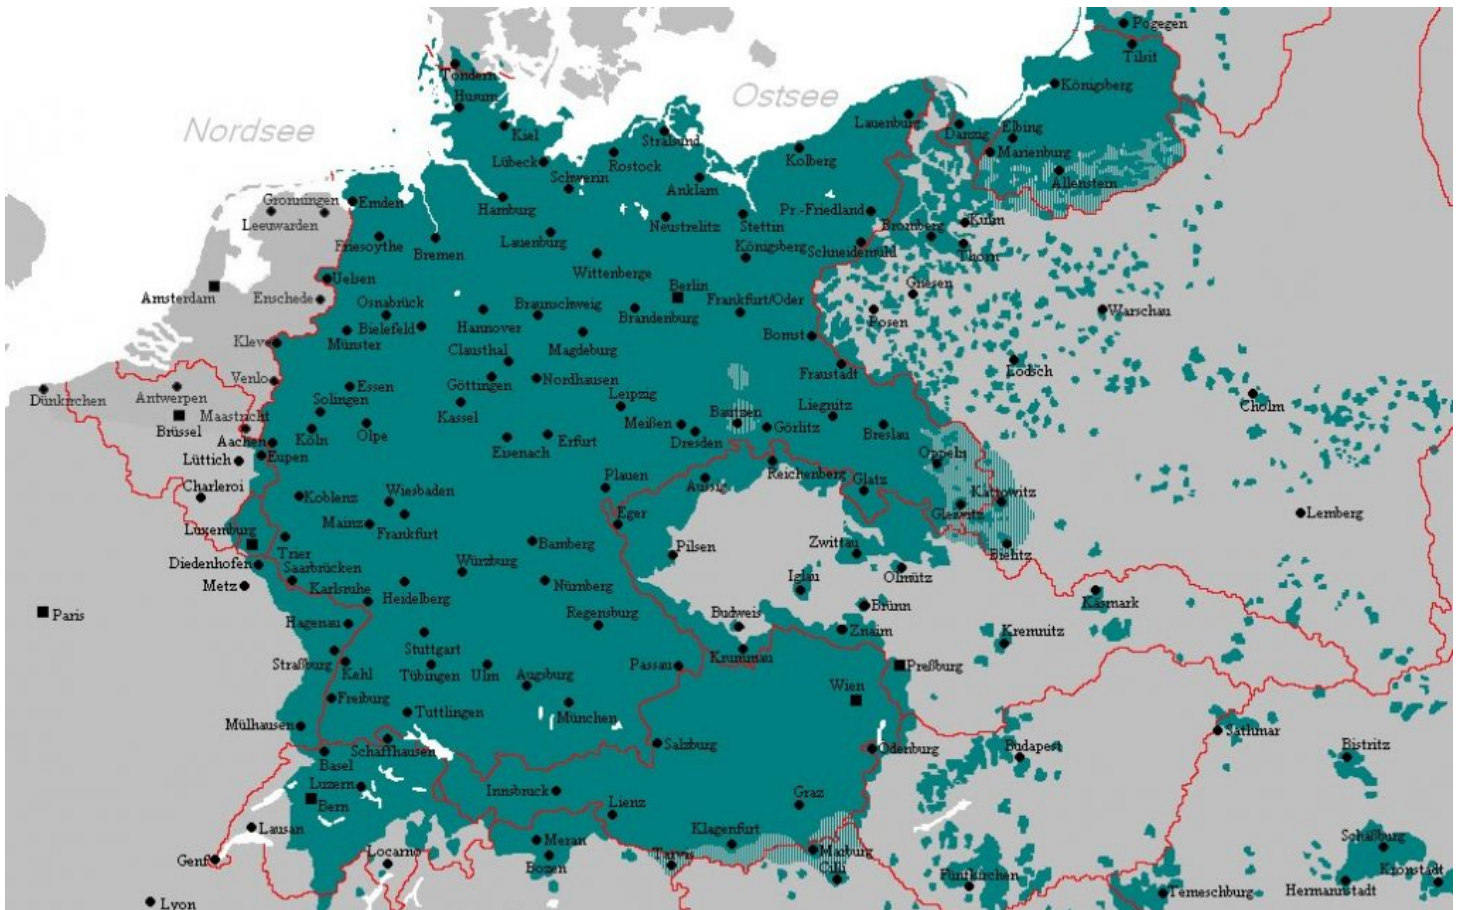 Pogegen
Tilsit
Tondern
Königsberg
Ostsee
Husum
Lauenburg
Nordsee
Kiel
Stralsund
Danzig
Elbing
Marienburg
Lübeck
Rostock
Kolberg
Schwerin
Anklam
Allenstein
Gronningen
Emden
Hamburg
Pr.-Friedland
Leeuwarden
Neustrelitz
Stettin
Bromberg
Kulm
Friesoythe
Bremen
Lauenburg
Königsberg
Schneidemühl
Thorn
Wittenberge
Uelsen
Berlin
Gnesen
Amsterdam
Enschede
Osnabrück
Braunschweig
Frankfurt/Oder
Warschau
Bielefeld
Hannover
Brandenburg
Posen
Kleve
Münster
Bomst
Clausthal
Magdeburg
Lodsch
Venlo
Essen
Göttingen
Nordhausen
Fraustadt
Dünkirchen
Antwerpen
Solingen
Leipzig
Cholm
Maastricht
Kassel
Bautzen
Liegnitz
Brüssel
Meißen
Görlitz
Breslau
Aachen
Köln
Olpe
Erfurt
Dresden
Eisenach
Lüttich
Eupen
Oppeln
Reichenberg
Plauen
Aussig
Glatz
Charleroi
Koblenz
Wiesbaden
Kattowitz
Gleiwitz
Lemberg
Luxemburg
Mainz
Frankfurt
Eger
Trier
Bamberg
Pilsen
Zwittau
Bielitz
Diedenhofen
Saarbrücken
Würzburg
Olmütz
Metz
Karlsruhe
Nürnberg
Iglau
Käsmark
Heidelberg
Brünn
Paris
Hagenau
Regensburg
Budweis
Znaim
Kremnitz
Stuttgart
Krummau
Straßburg
Kehl
Tübingen
Ulm
Passau
Preßburg
Augsburg
Wien
Freiburg
Tuttlingen
München
Mülhausen
Salzburg
Sathmar
Schaffhausen
Ödenburg
Budapest
Bistritz
Basel
Luzern
Innsbruck
Bern
Graz
Lienz
Lausan
Klagenfurt
Schäßburg
Meran
Marburg
Genf
Locarno
Bozen
Tarvis
Cilli
Fünfkirchen
Kronstadt
Temeschburg
Hermannstadt
Lyon